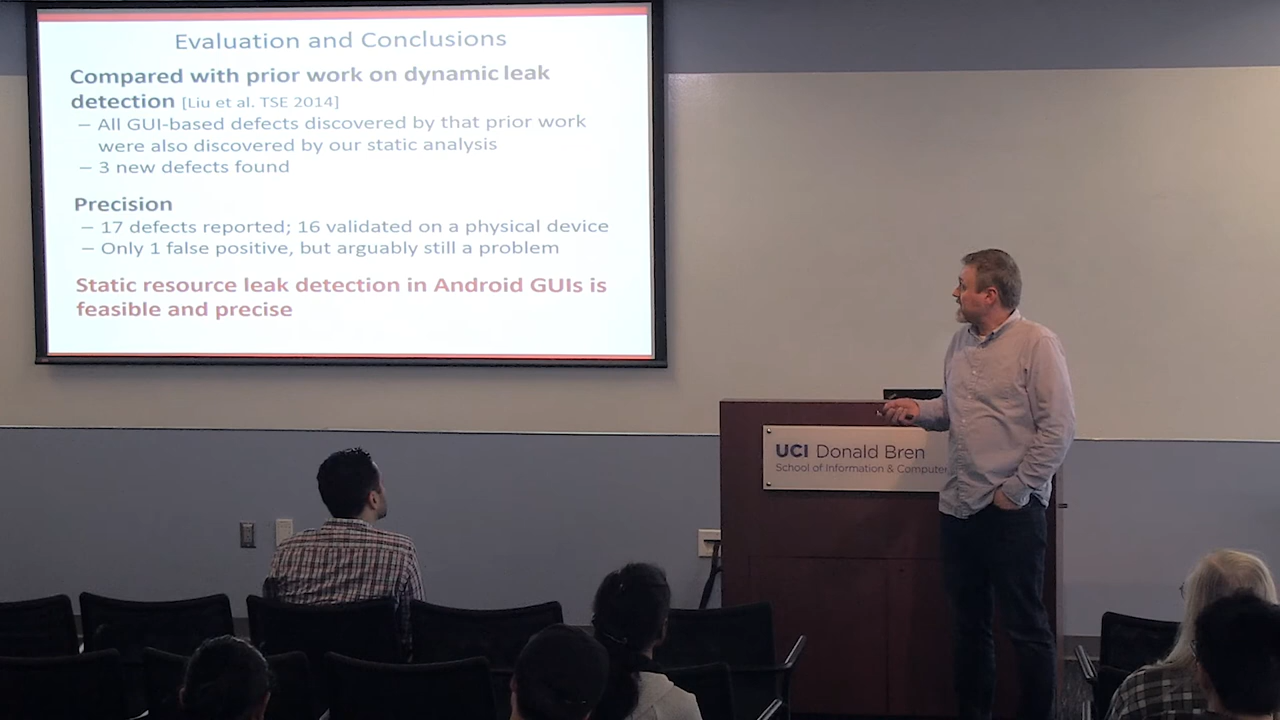 Evaluation and Conclusions
Compared with prior work on dynamic leak
detection [Liu et al. TSE 2014]
– All GUI-based defects discovered by that prior work
were also discovered by our static analysis
– 3 new defects found
Precision
– 17 defects reported; 16 validated on a physical device
– Only 1 false positive, but arguably still a problem
Static resource leak detection in Android GUIs is
feasible and precise
UCI Donald Bren
School of Information & Computer